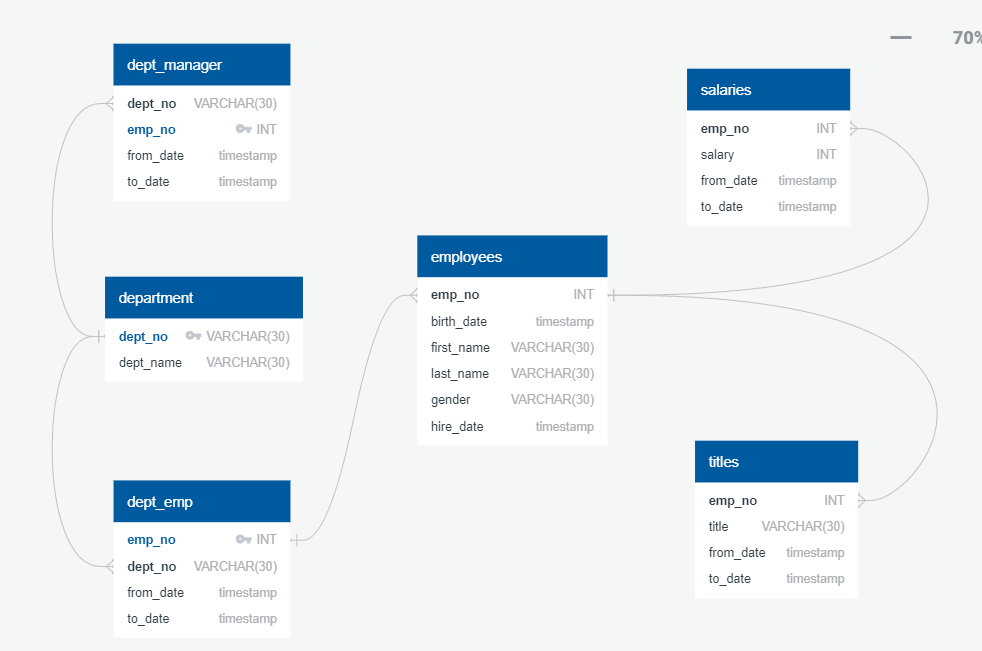 70%
dept_manager
dept_no VARCHAR(30)
emp_no INT
from_date timestamp
to_date timestamp
salaries
emp_no INT
salary INT
from_date timestamp
to_date timestamp
department
dept_no VARCHAR(30)
dept_name VARCHAR(30)
employees
emp_no INT
birth_date timestamp
first_name VARCHAR(30)
last_name VARCHAR(30)
gender VARCHAR(30)
hire_date timestamp
dept_emp
emp_no INT
dept_no VARCHAR(30)
from_date timestamp
to_date timestamp
titles
emp_no INT
title VARCHAR(30)
from_date timestamp
to_date timestamp